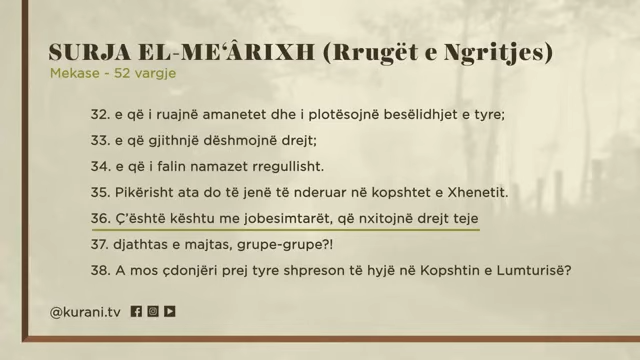 SURJA EL-ME‘ÂRIXH (Rrugët e Ngritjes)
Mekase - 52 vargje
32. e që i ruajnë amanetet dhe i plotësojnë besëlidhjet e tyre;
33. e që gjithnjë dëshmojnë drejt;
34. e që i falin namazet rregullisht.
35. Pikërisht ata do të jenë të nderuar në kopshtet e Xhenetit.
36. Ç’është kështu me jobesimtarët, që nxitojnë drejt teje
37. djathtas e majtas, grupe-grupe?!
38. A mos çdonjëri prej tyre shpreson të hyjë në Kopshtin e Lumturisë?
@kurani.tv